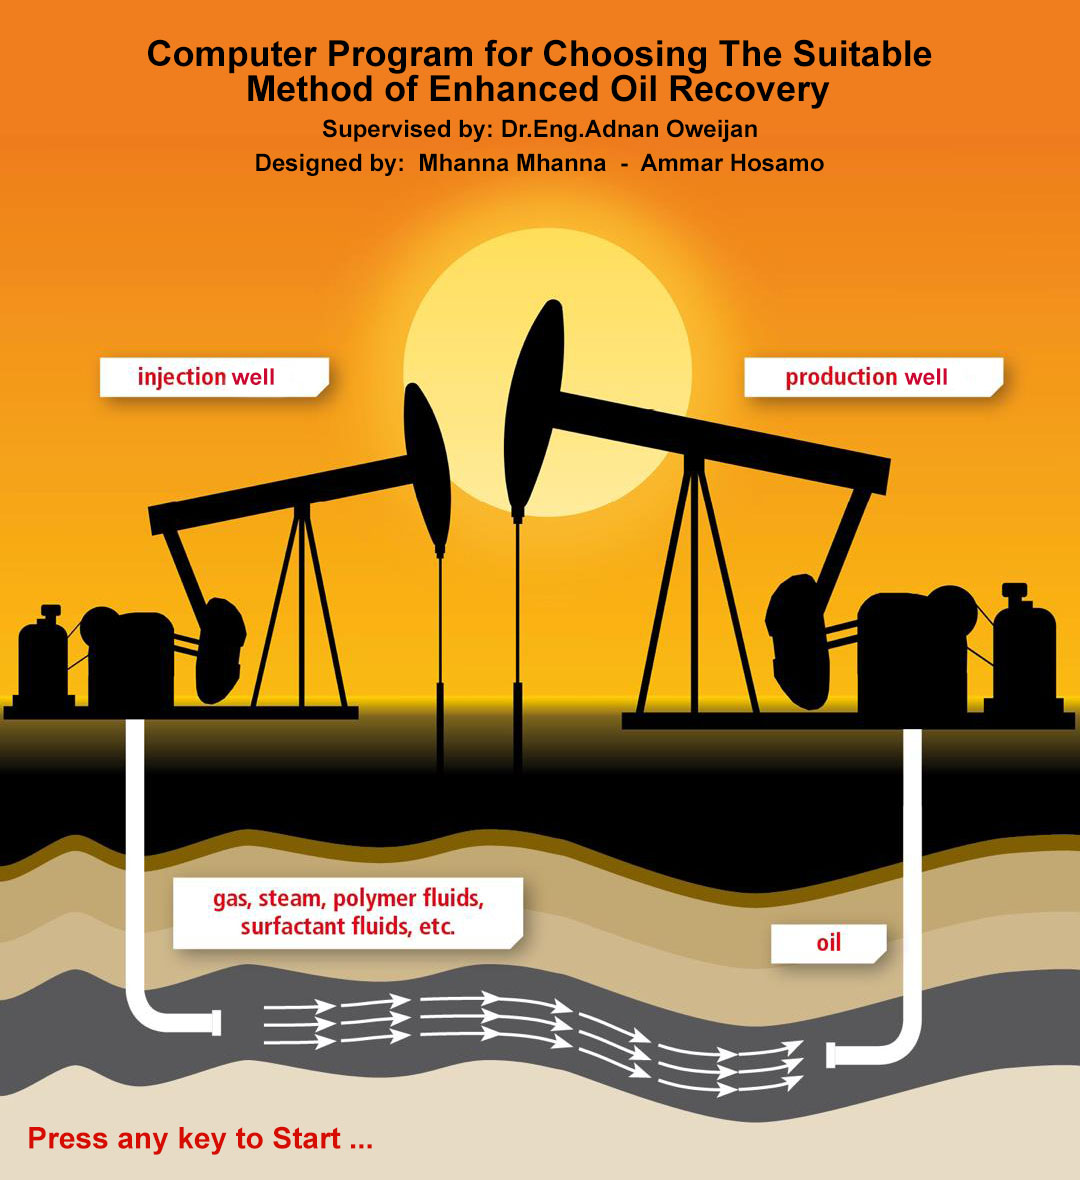 Computer Program for Choosing The Suitable
Method of Enhanced Oil Recovery
Supervised by: Dr.Eng.Adnan Oweijan
Designed by: Mhanna Mhanna - Ammar Hosamo
injection well
production well
gas, steam, polymer fluids,
surfactant fluids, etc.
oil
Press any key to Start ...